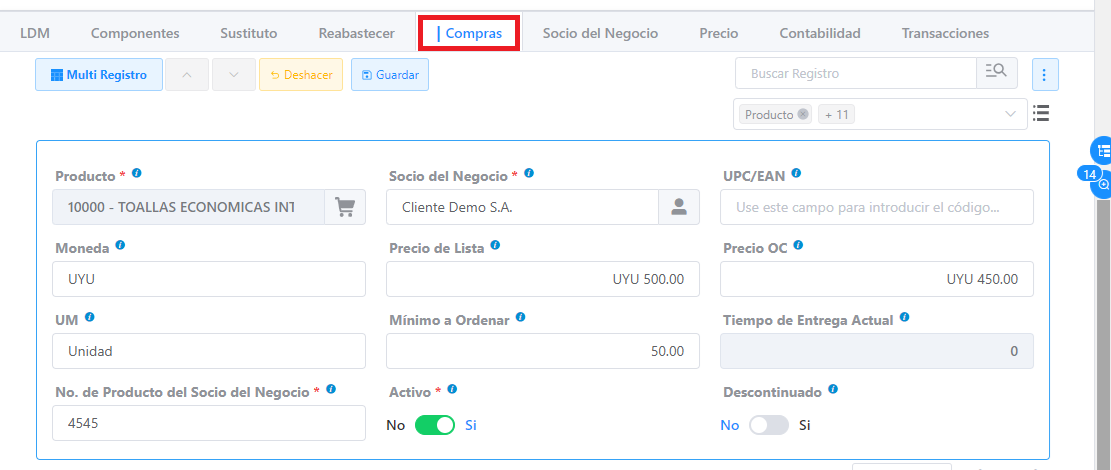 LDM Componentes Sustituto Reabastecer Compras Socio del Negocio Precio Contabilidad Transacciones
Multi Registro Deshacer Guardar Buscar Registro
Producto + 11
Producto * Socio del Negocio * UPC/EAN
10000 - TOALLAS ECONOMICAS INT Cliente Demo S.A. Use este campo para introducir el código...
14
Moneda Precio de Lista Precio OC
UYU UYU 500.00 UYU 450.00
UM Mínimo a Ordenar Tiempo de Entrega Actual
Unidad 50.00 0
No. de Producto del Socio del Negocio * Activo * Descontinuado
4545 No Si No Si